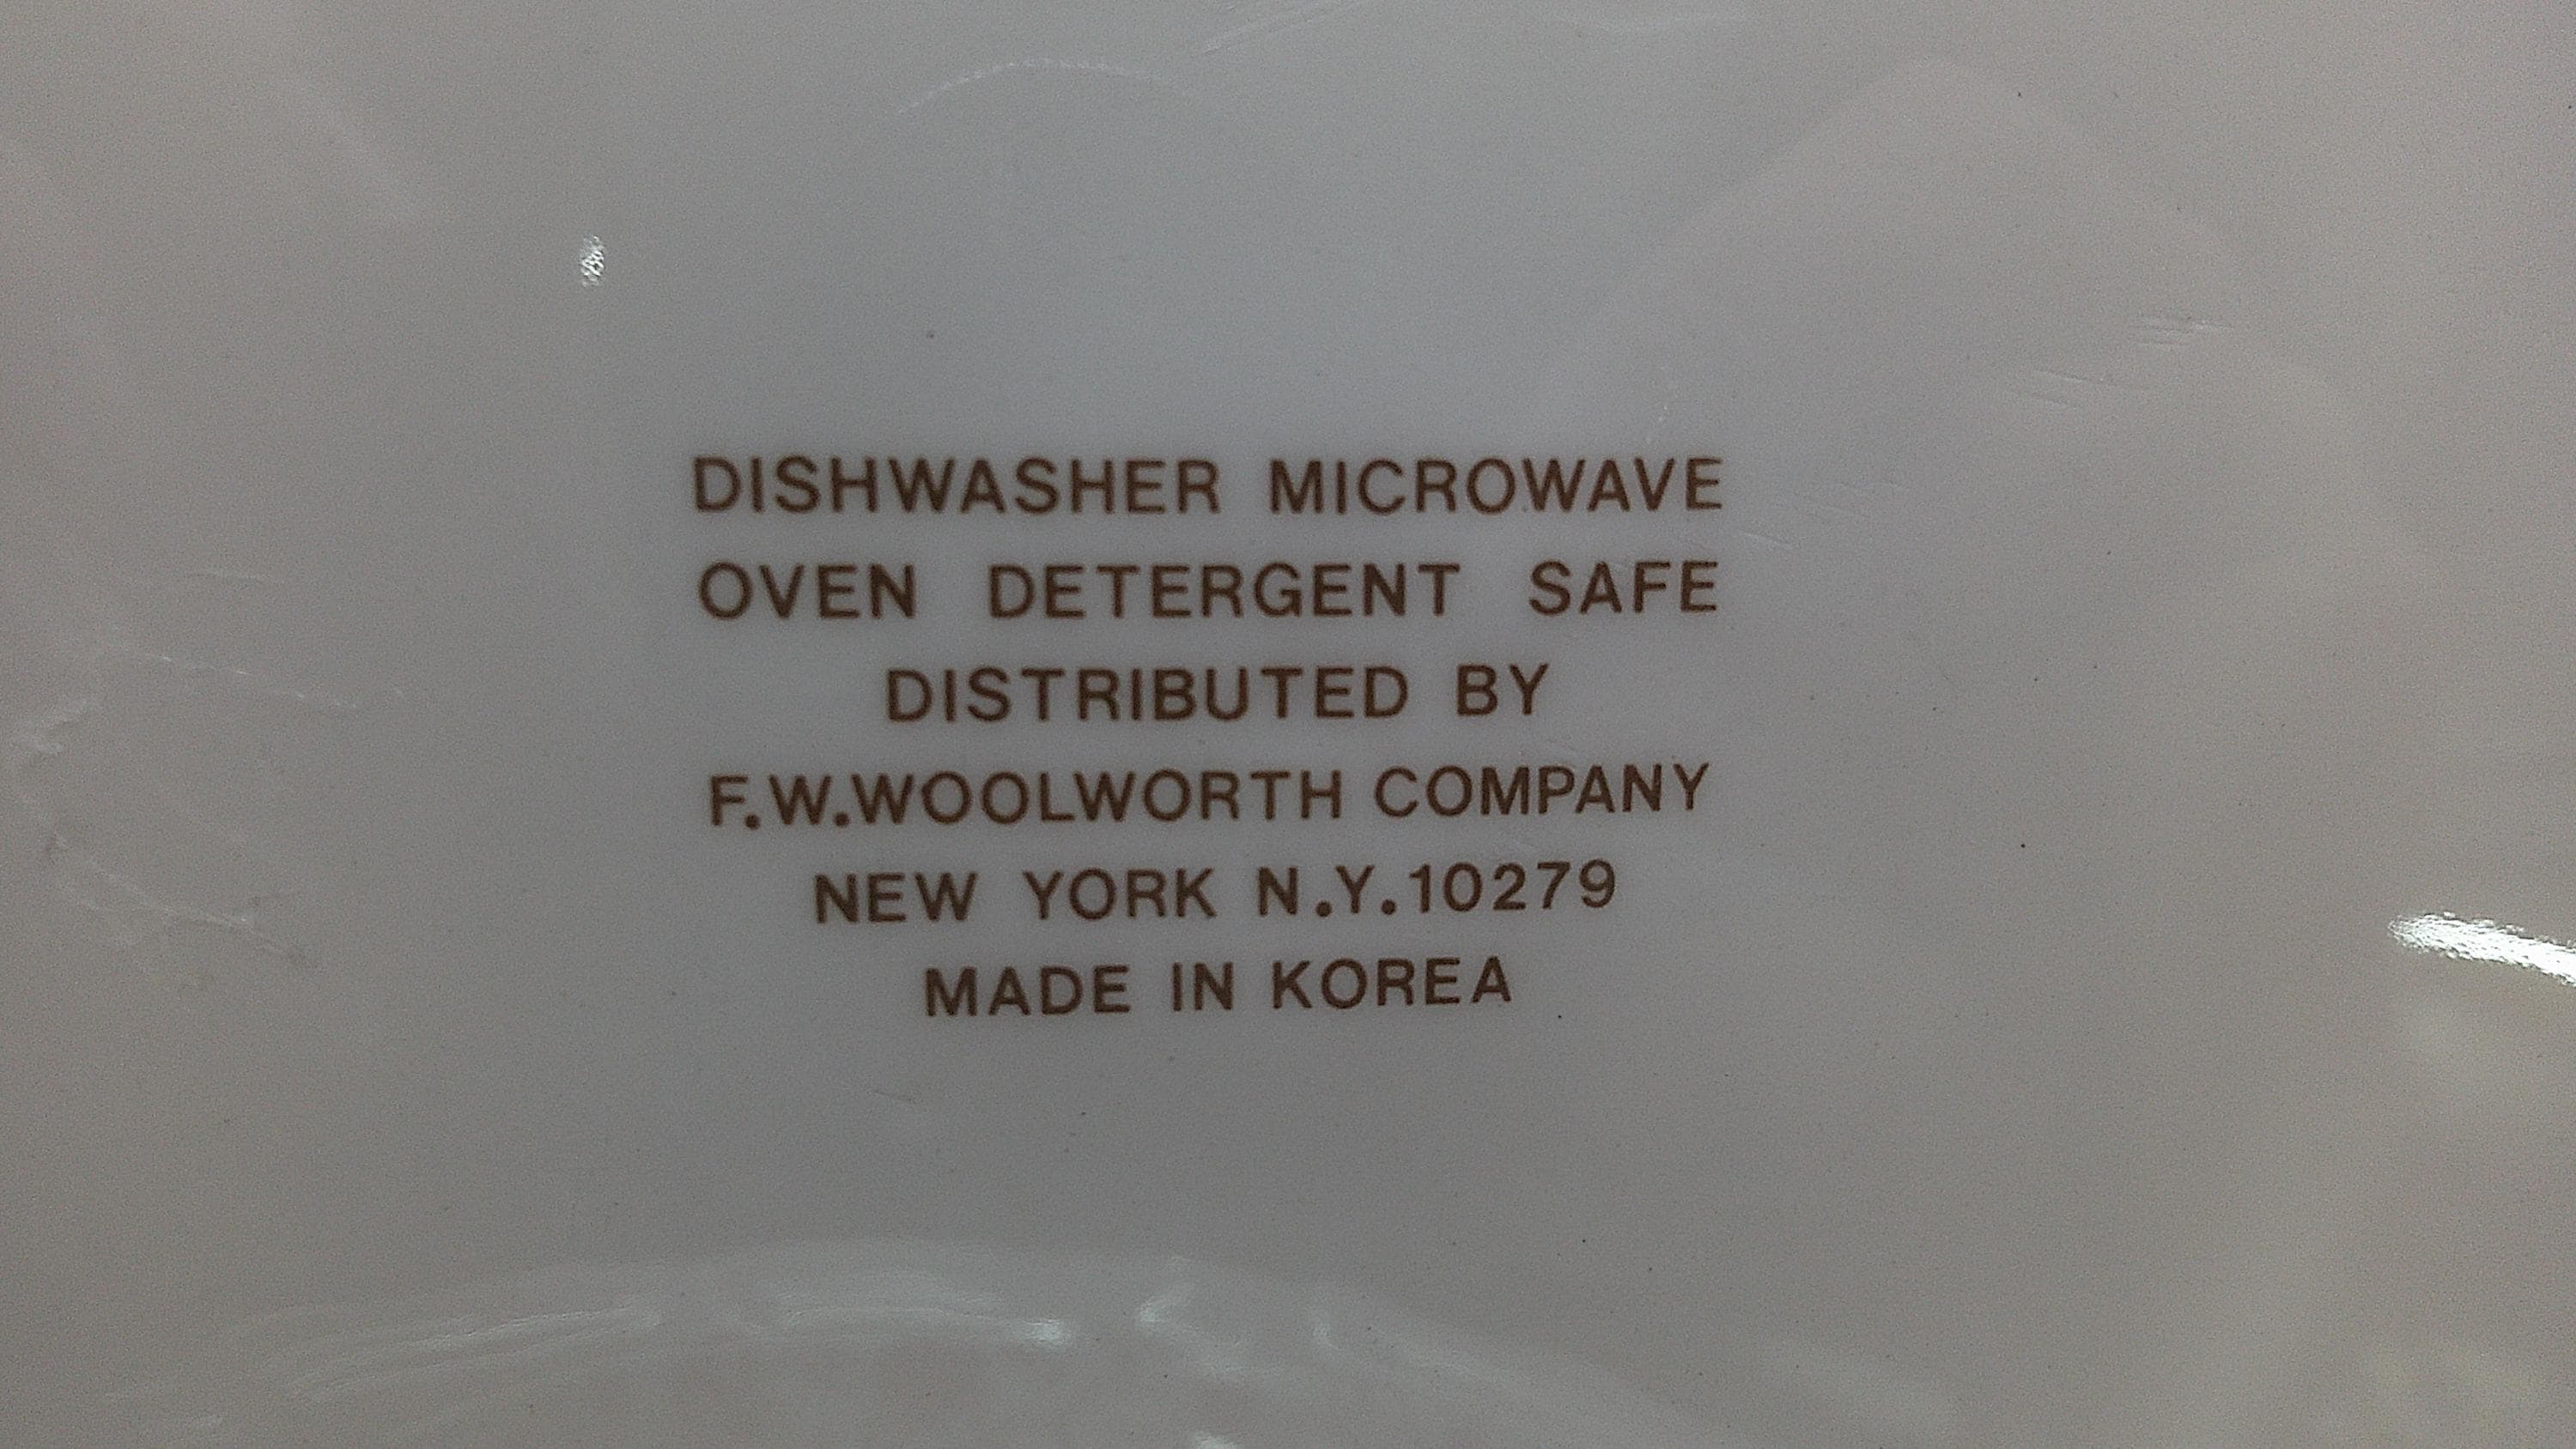 DISHWASHER MICROWAVE
OVEN DETERGENT SAFE
DISTRIBUTED BY
F.W.WOOLWORTH COMPANY
NEW YORK N.Y.10279
MADE IN KOREA